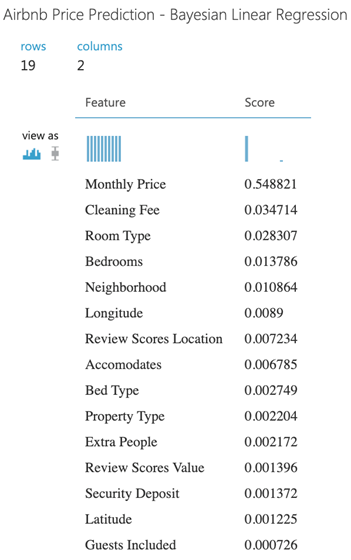 Airbnb Price Prediction - Bayesian Linear Regression
rows columns
19 2
Feature Score
view as
Monthly Price 0.548821
Cleaning Fee 0.034714
Room Type 0.028307
Bedrooms 0.013786
Neighborhood 0.010864
Longitude 0.0089
Review Scores Location 0.007234
Accomodates 0.006785
Bed Type 0.002749
Property Type 0.002204
Extra People 0.002172
Review Scores Value 0.001396
Security Deposit 0.001372
Latitude 0.001225
Guests Included 0.000726